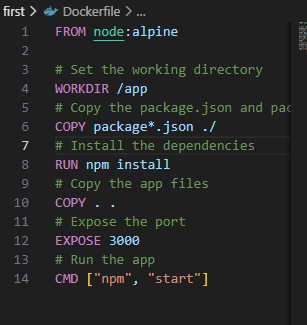 first > Dockerfile > ...
1 FROM node:alpine
2
3 # Set the working directory
4 WORKDIR /app
5 # Copy the package.json and
6 COPY package*.json ./
7 # Install the dependencies
8 RUN npm install
9 # Copy the app files
10 COPY . .
11 # Expose the port
12 EXPOSE 3000
13 # Run the app
14 CMD ["npm", "start"]